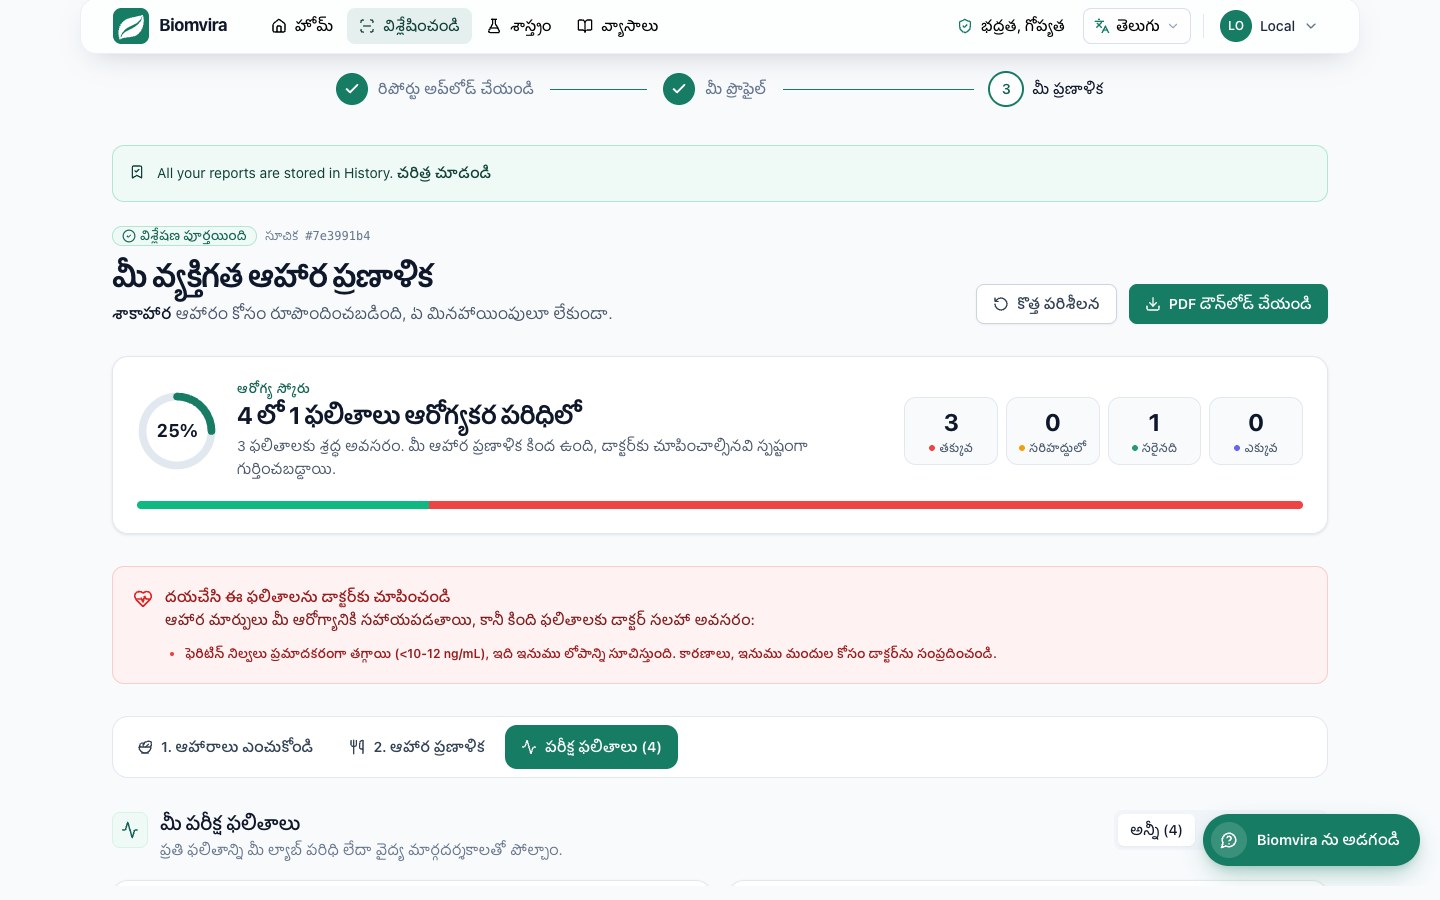 Biomvira
హోమ్
విశ్లేషించండి
శాస్త్రం
వ్యాసాలు
భద్రత, గోప్యత
తెలుగు
LO
Local
రిపోర్టు అప్‌లోడ్ చేయండి
మీ ప్రొఫైల్
3
మీ ప్రణాళిక
All your reports are stored in History. చరిత్ర చూడండి
విశ్లేషణ పూర్తయింది
సూచిక #7e3991b4
మీ వ్యక్తిగత ఆహార ప్రణాళిక
శాకాహార ఆహారం కోసం రూపొందించబడింది, ఏ మినహాయింపులూ లేకుండా.
కొత్త పరిశీలన
PDF డౌన్‌లోడ్ చేయండి
25%
ఆరోగ్య స్కోరు
4 లో 1 ఫలితాలు ఆరోగ్యకర పరిధిలో
3 ఫలితాలకు శ్రద్ధ అవసరం. మీ ఆహార ప్రణాళిక కింద ఉంది, డాక్టర్‌కు చూపించాల్సినవి స్పష్టంగా
గుర్తించబడ్డాయి.
3
తక్కువ
0
సరిహద్దులో
1
సరైనది
0
ఎక్కువ
దయచేసి ఈ ఫలితాలను డాక్టర్‌కు చూపించండి
ఆహార మార్పులు మీ ఆరోగ్యానికి సహాయపడతాయి, కానీ కింది ఫలితాలకు డాక్టర్ సలహా అవసరం:
ఫెరిటిన్ నిల్వలు ప్రమాదకరంగా తగ్గాయి (<10-12 ng/mL), ఇది ఇనుము లోపాన్ని సూచిస్తుంది. కారణాలు, ఇనుము మందుల కోసం డాక్టర్‌ను సంప్రదించండి.
1. ఆహారాలు ఎంచుకోండి
2. ఆహార ప్రణాళిక
పరీక్ష ఫలితాలు (4)
మీ పరీక్ష ఫలితాలు
ప్రతి ఫలితాన్ని మీ ల్యాబ్ పరిధి లేదా వైద్య మార్గదర్శకాలతో పోల్చాం.
అన్నీ (4)
Biomvira ను అడగండి